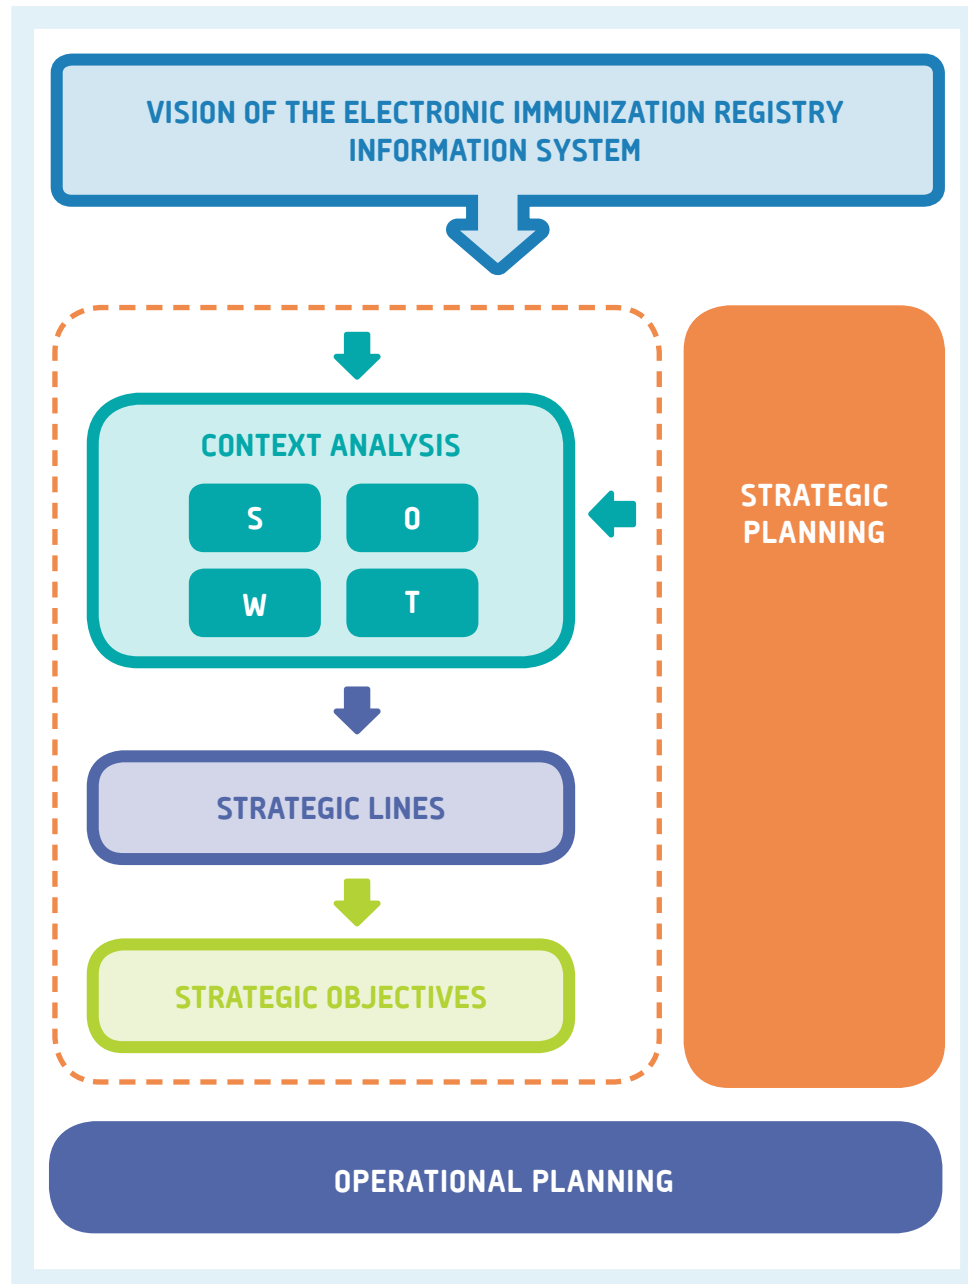 VISION OF THE ELECTRONIC IMMUNIZATION REGISTRY
INFORMATION SYSTEM
CONTEXT ANALYSIS
S
O
W
T
STRATEGIC
PLANNING
STRATEGIC LINES
STRATEGIC OBJECTIVES
OPERATIONAL PLANNING